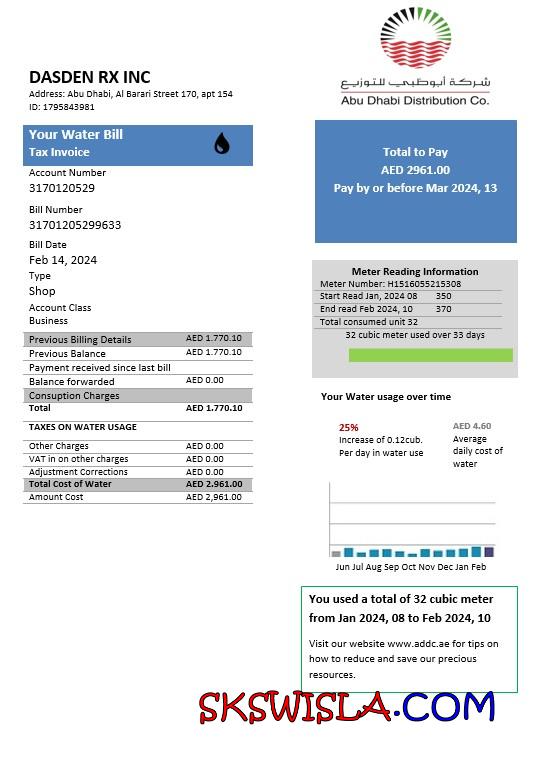 DASDEN RX INC
Address: Abu Dhabi, Al Barari Street 170, apt 154
ID: 1795843981
شركة أبوظبي للتوزيع
Abu Dhabi Distribution Co.
Your Water Bill
Tax Invoice
Account Number
3170120529
Bill Number
31701205299633
Bill Date
Feb 14, 2024
Type
Shop
Account Class
Business
Previous Billing Details AED 1.770.10
Previous Balance AED 1.770.10
Payment received since last bill
Balance forwarded AED 0.00
Consuption Charges
Total AED 1.770.10
TAXES ON WATER USAGE
Other Charges AED 0.00
VAT in on other charges AED 0.00
Adjustment Corrections AED 0.00
Total Cost of Water AED 2.961.00
Amount Cost AED 2,961.00
Total to Pay
AED 2961.00
Pay by or before Mar 2024, 13
Meter Reading Information
Meter Number: H1516055215308
Start Read Jan, 2024 08 350
End read Feb 2024, 10 370
Total consumed unit 32
32 cubic meter used over 33 days
Your Water usage over time
25%
Increase of 0.12cub.
Per day in water use
AED 4.60
Average
daily cost of
water
Jun Jul Aug Sep Oct Nov Dec Jan Feb
You used a total of 32 cubic meter
from Jan 2024, 08 to Feb 2024, 10
Visit our website www.addc.ae for tips on
how to reduce and save our precious
resources.
SKSWISLA.COM